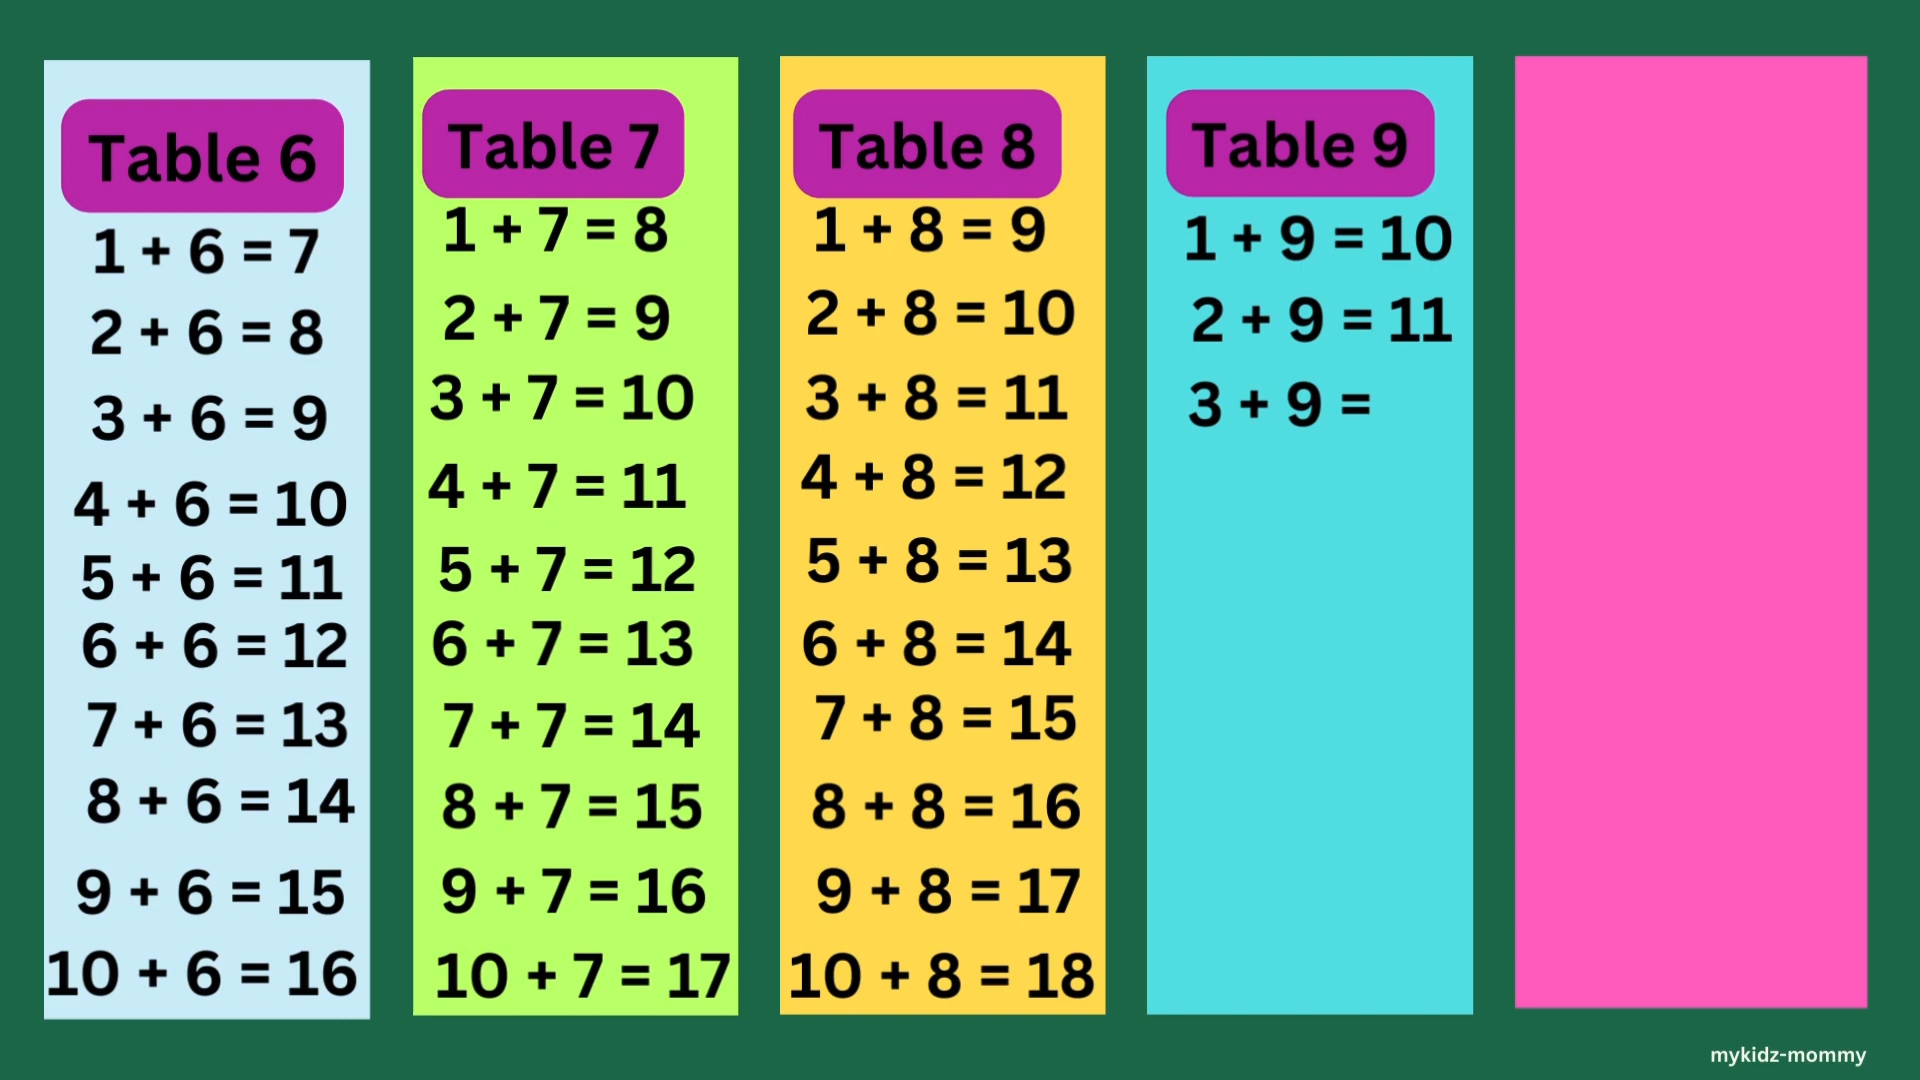 Table 6
1 + 6 = 7
2 + 6 = 8
3 + 6 = 9
4 + 6 = 10
5 + 6 = 11
6 + 6 = 12
7 + 6 = 13
8 + 6 = 14
9 + 6 = 15
10 + 6 = 16
Table 7
1 + 7 = 8
2 + 7 = 9
3 + 7 = 10
4 + 7 = 11
5 + 7 = 12
6 + 7 = 13
7 + 7 = 14
8 + 7 = 15
9 + 7 = 16
10 + 7 = 17
Table 8
1 + 8 = 9
2 + 8 = 10
3 + 8 = 11
4 + 8 = 12
5 + 8 = 13
6 + 8 = 14
7 + 8 = 15
8 + 8 = 16
9 + 8 = 17
10 + 8 = 18
Table 9
1 + 9 = 10
2 + 9 = 11
3 + 9 =
mykidz-mommy